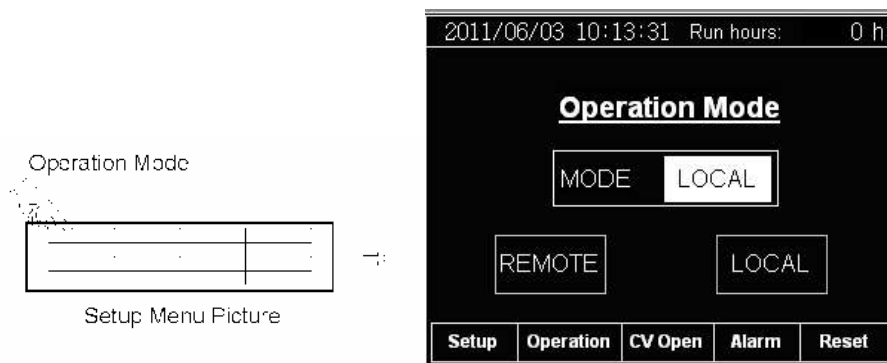 Operation Mode
Setup Menu Picture
2011/06/03 10:13:31 Run hours: 0 h
Operation Mode
MODE LOCAL
REMOTE LOCAL
Setup Operation CV Open Alarm Reset